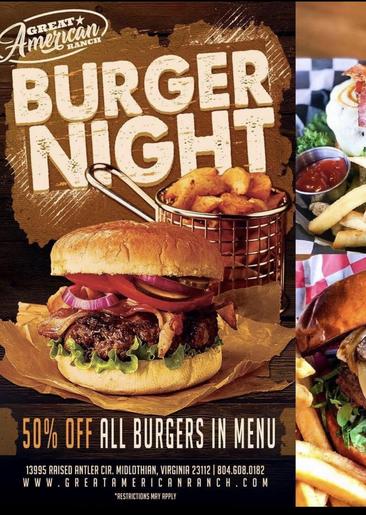 GREAT
American
RANCH
BURGER
NIGHT
50% OFF ALL BURGERS IN MENU
13995 RAISED ANTLER CIR. MIDLOTHIAN, VIRGINIA 23112 | 804.608.0182
WWW.GREATAMERICANRANCH.COM
*RESTRICTIONS MAY APPLY